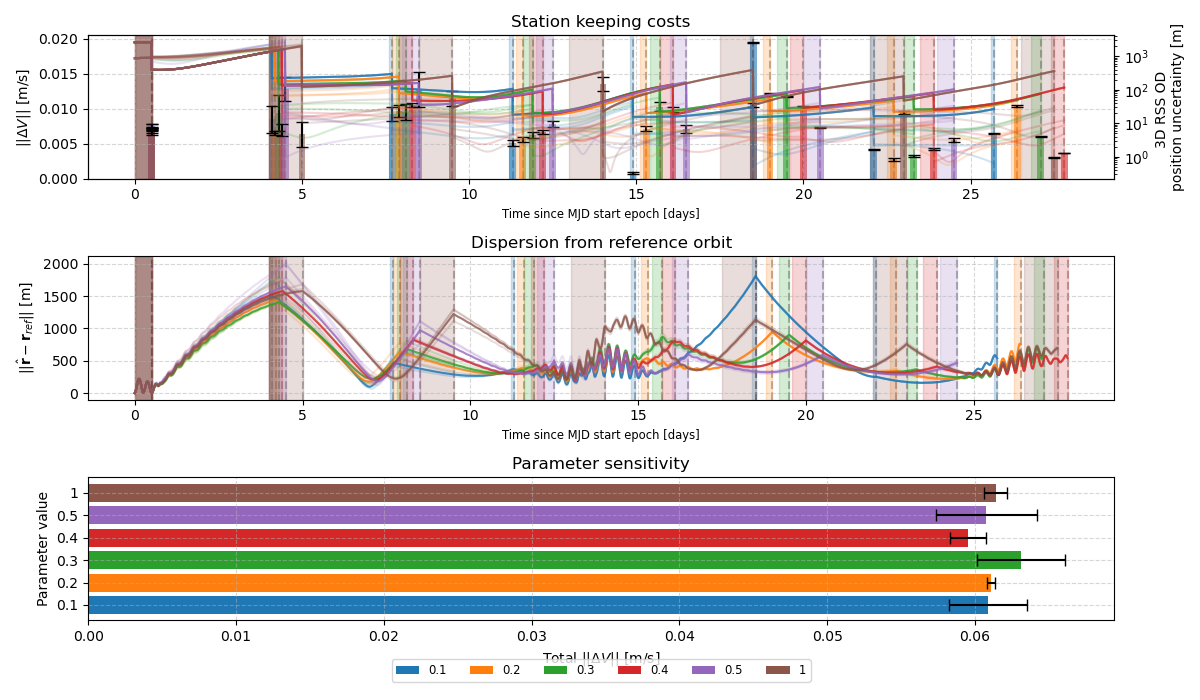 Station keeping costs
0.020
0.015
0.010
0.005
0.000
||ΔV|| [m/s]
10³
10²
10¹
10⁰
3D RSS OD
position uncertainty [m]
0 5 10 15 20 25
Time since MJD start epoch [days]
Dispersion from reference orbit
2000
1500
1000
500
0
||r̂ − r_ref|| [m]
0 5 10 15 20 25
Time since MJD start epoch [days]
Parameter sensitivity
Parameter value
1
0.5
0.4
0.3
0.2
0.1
0.00 0.01 0.02 0.03 0.04 0.05 0.06
Total ||ΔV|| [m/s]
0.1 0.2 0.3 0.4 0.5 1